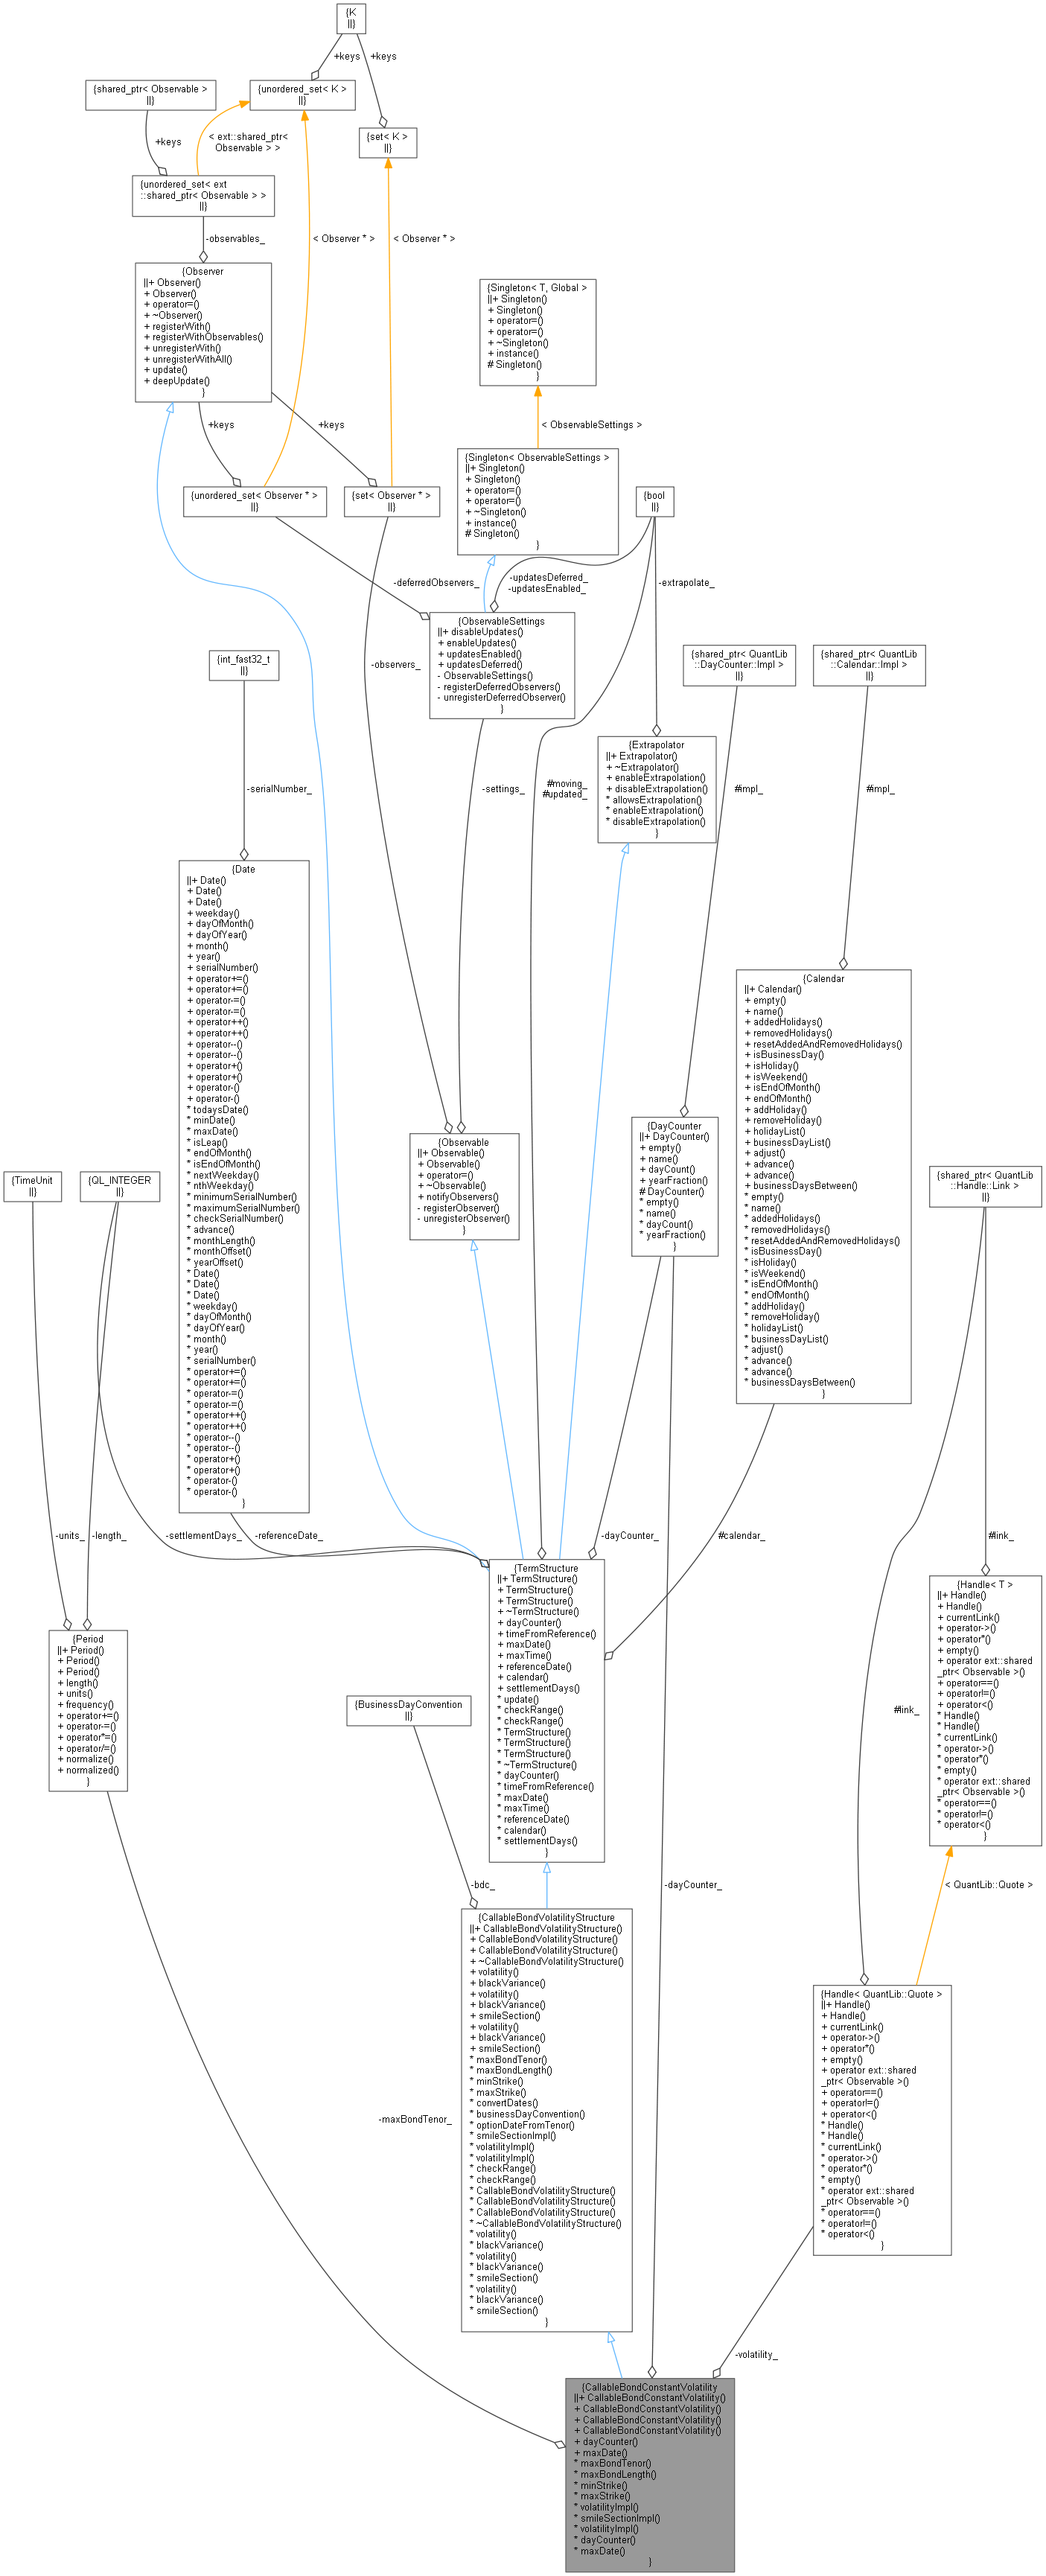 {K
||}
+keys
+keys
{shared_ptr< Observable >
||}
{unordered_set< K >
||}
+keys
< ext::shared_ptr<
Observable > >
{set< K >
||}
{unordered_set< ext
::shared_ptr< Observable > >
||}
-observables_
< Observer * >
< Observer * >
{Observer
||+ Observer()
+ Observer()
+ operator=()
+ ~Observer()
+ registerWith()
+ registerWithObservables()
+ unregisterWith()
+ unregisterWithAll()
+ update()
+ deepUpdate()
}
{Singleton< T, Global >
||+ Singleton()
+ Singleton()
+ operator=()
+ operator=()
+ ~Singleton()
+ instance()
# Singleton()
}
+keys
+keys
< ObservableSettings >
{Singleton< ObservableSettings >
||+ Singleton()
+ Singleton()
+ operator=()
+ operator=()
+ ~Singleton()
+ instance()
# Singleton()
}
{unordered_set< Observer * >
||}
{set< Observer * >
||}
{bool
||}
-deferredObservers_
-updatesDeferred_
-updatesEnabled_
-extrapolate_
{ObservableSettings
||+ disableUpdates()
+ enableUpdates()
+ updatesEnabled()
+ updatesDeferred()
- ObservableSettings()
- registerDeferredObservers()
- unregisterDeferredObserver()
}
{int_fast32_t
||}
-observers_
{shared_ptr< QuantLib
::DayCounter::Impl >
||}
{shared_ptr< QuantLib
::Calendar::Impl >
||}
{Extrapolator
||+ Extrapolator()
+ ~Extrapolator()
+ enableExtrapolation()
+ disableExtrapolation()
* allowsExtrapolation()
* enableExtrapolation()
* disableExtrapolation()
}
-serialNumber_
-settings_
#moving_
#updated_
#impl_
#impl_
{Date
||+ Date()
+ Date()
+ Date()
+ weekday()
+ dayOfMonth()
+ dayOfYear()
+ month()
+ year()
+ serialNumber()
+ operator+=()
+ operator+=()
+ operator-=()
+ operator-=()
+ operator++()
+ operator++()
+ operator--()
+ operator--()
+ operator+()
+ operator+()
+ operator-()
+ operator-()
* todaysDate()
* minDate()
* maxDate()
* isLeap()
* endOfMonth()
* isEndOfMonth()
* nextWeekday()
* nthWeekday()
* minimumSerialNumber()
* maximumSerialNumber()
* checkSerialNumber()
* advance()
* monthLength()
* monthOffset()
* yearOffset()
* Date()
* Date()
* Date()
* weekday()
* dayOfMonth()
* dayOfYear()
* month()
* year()
* serialNumber()
* operator+=()
* operator+=()
* operator-=()
* operator-=()
* operator++()
* operator++()
* operator--()
* operator--()
* operator+()
* operator+()
* operator-()
* operator-()
}
{Calendar
||+ Calendar()
+ empty()
+ name()
+ addedHolidays()
+ removedHolidays()
+ resetAddedAndRemovedHolidays()
+ isBusinessDay()
+ isHoliday()
+ isWeekend()
+ isEndOfMonth()
+ endOfMonth()
+ addHoliday()
+ removeHoliday()
+ holidayList()
+ businessDayList()
+ adjust()
+ advance()
+ advance()
+ businessDaysBetween()
* empty()
* name()
* addedHolidays()
* removedHolidays()
* resetAddedAndRemovedHolidays()
* isBusinessDay()
* isHoliday()
* isWeekend()
* isEndOfMonth()
* endOfMonth()
* addHoliday()
* removeHoliday()
* holidayList()
* businessDayList()
* adjust()
* advance()
* advance()
* businessDaysBetween()
}
{DayCounter
||+ DayCounter()
+ empty()
+ name()
+ dayCount()
+ yearFraction()
# DayCounter()
* empty()
* name()
* dayCount()
* yearFraction()
}
{Observable
||+ Observable()
+ Observable()
+ operator=()
+ ~Observable()
+ notifyObservers()
- registerObserver()
- unregisterObserver()
}
{TimeUnit
||}
{QL_INTEGER
||}
{shared_ptr< QuantLib
::Handle::Link >
||}
-units_
-length_
-settlementDays_
-referenceDate_
-dayCounter_
#calendar_
#link_
{TermStructure
||+ TermStructure()
+ TermStructure()
+ TermStructure()
+ ~TermStructure()
+ dayCounter()
+ timeFromReference()
+ maxDate()
+ maxTime()
+ referenceDate()
+ calendar()
+ settlementDays()
* update()
* checkRange()
* checkRange()
* TermStructure()
* TermStructure()
* TermStructure()
* ~TermStructure()
* dayCounter()
* timeFromReference()
* maxDate()
* maxTime()
* referenceDate()
* calendar()
* settlementDays()
}
{Handle< T >
||+ Handle()
+ Handle()
+ currentLink()
+ operator->()
+ operator*()
+ empty()
+ operator ext::shared
_ptr< Observable >()
+ operator==()
+ operator!=()
+ operator<()
* Handle()
* Handle()
* currentLink()
* operator->()
* operator*()
* empty()
* operator ext::shared
_ptr< Observable >()
* operator==()
* operator!=()
* operator<()
}
{Period
||+ Period()
+ Period()
+ Period()
+ length()
+ units()
+ frequency()
+ operator+=()
+ operator-=()
+ operator*=()
+ operator/=()
+ normalize()
+ normalized()
}
{BusinessDayConvention
||}
#link_
-bdc_
-dayCounter_
< QuantLib::Quote >
{CallableBondVolatilityStructure
||+ CallableBondVolatilityStructure()
+ CallableBondVolatilityStructure()
+ CallableBondVolatilityStructure()
+ ~CallableBondVolatilityStructure()
+ volatility()
+ blackVariance()
+ volatility()
+ blackVariance()
+ smileSection()
+ volatility()
+ blackVariance()
+ smileSection()
* maxBondTenor()
* maxBondLength()
* minStrike()
* maxStrike()
* convertDates()
* businessDayConvention()
* optionDateFromTenor()
* smileSectionImpl()
* volatilityImpl()
* volatilityImpl()
* checkRange()
* checkRange()
* CallableBondVolatilityStructure()
* CallableBondVolatilityStructure()
* CallableBondVolatilityStructure()
* ~CallableBondVolatilityStructure()
* volatility()
* blackVariance()
* volatility()
* blackVariance()
* smileSection()
* volatility()
* blackVariance()
* smileSection()
}
{Handle< QuantLib::Quote >
||+ Handle()
+ Handle()
+ currentLink()
+ operator->()
+ operator*()
+ empty()
+ operator ext::shared
_ptr< Observable >()
+ operator==()
+ operator!=()
+ operator<()
* Handle()
* Handle()
* currentLink()
* operator->()
* operator*()
* empty()
* operator ext::shared
_ptr< Observable >()
* operator==()
* operator!=()
* operator<()
}
-maxBondTenor_
-volatility_
{CallableBondConstantVolatility
||+ CallableBondConstantVolatility()
+ CallableBondConstantVolatility()
+ CallableBondConstantVolatility()
+ CallableBondConstantVolatility()
+ dayCounter()
+ maxDate()
* maxBondTenor()
* maxBondLength()
* minStrike()
* maxStrike()
* volatilityImpl()
* smileSectionImpl()
* volatilityImpl()
* dayCounter()
* maxDate()
}